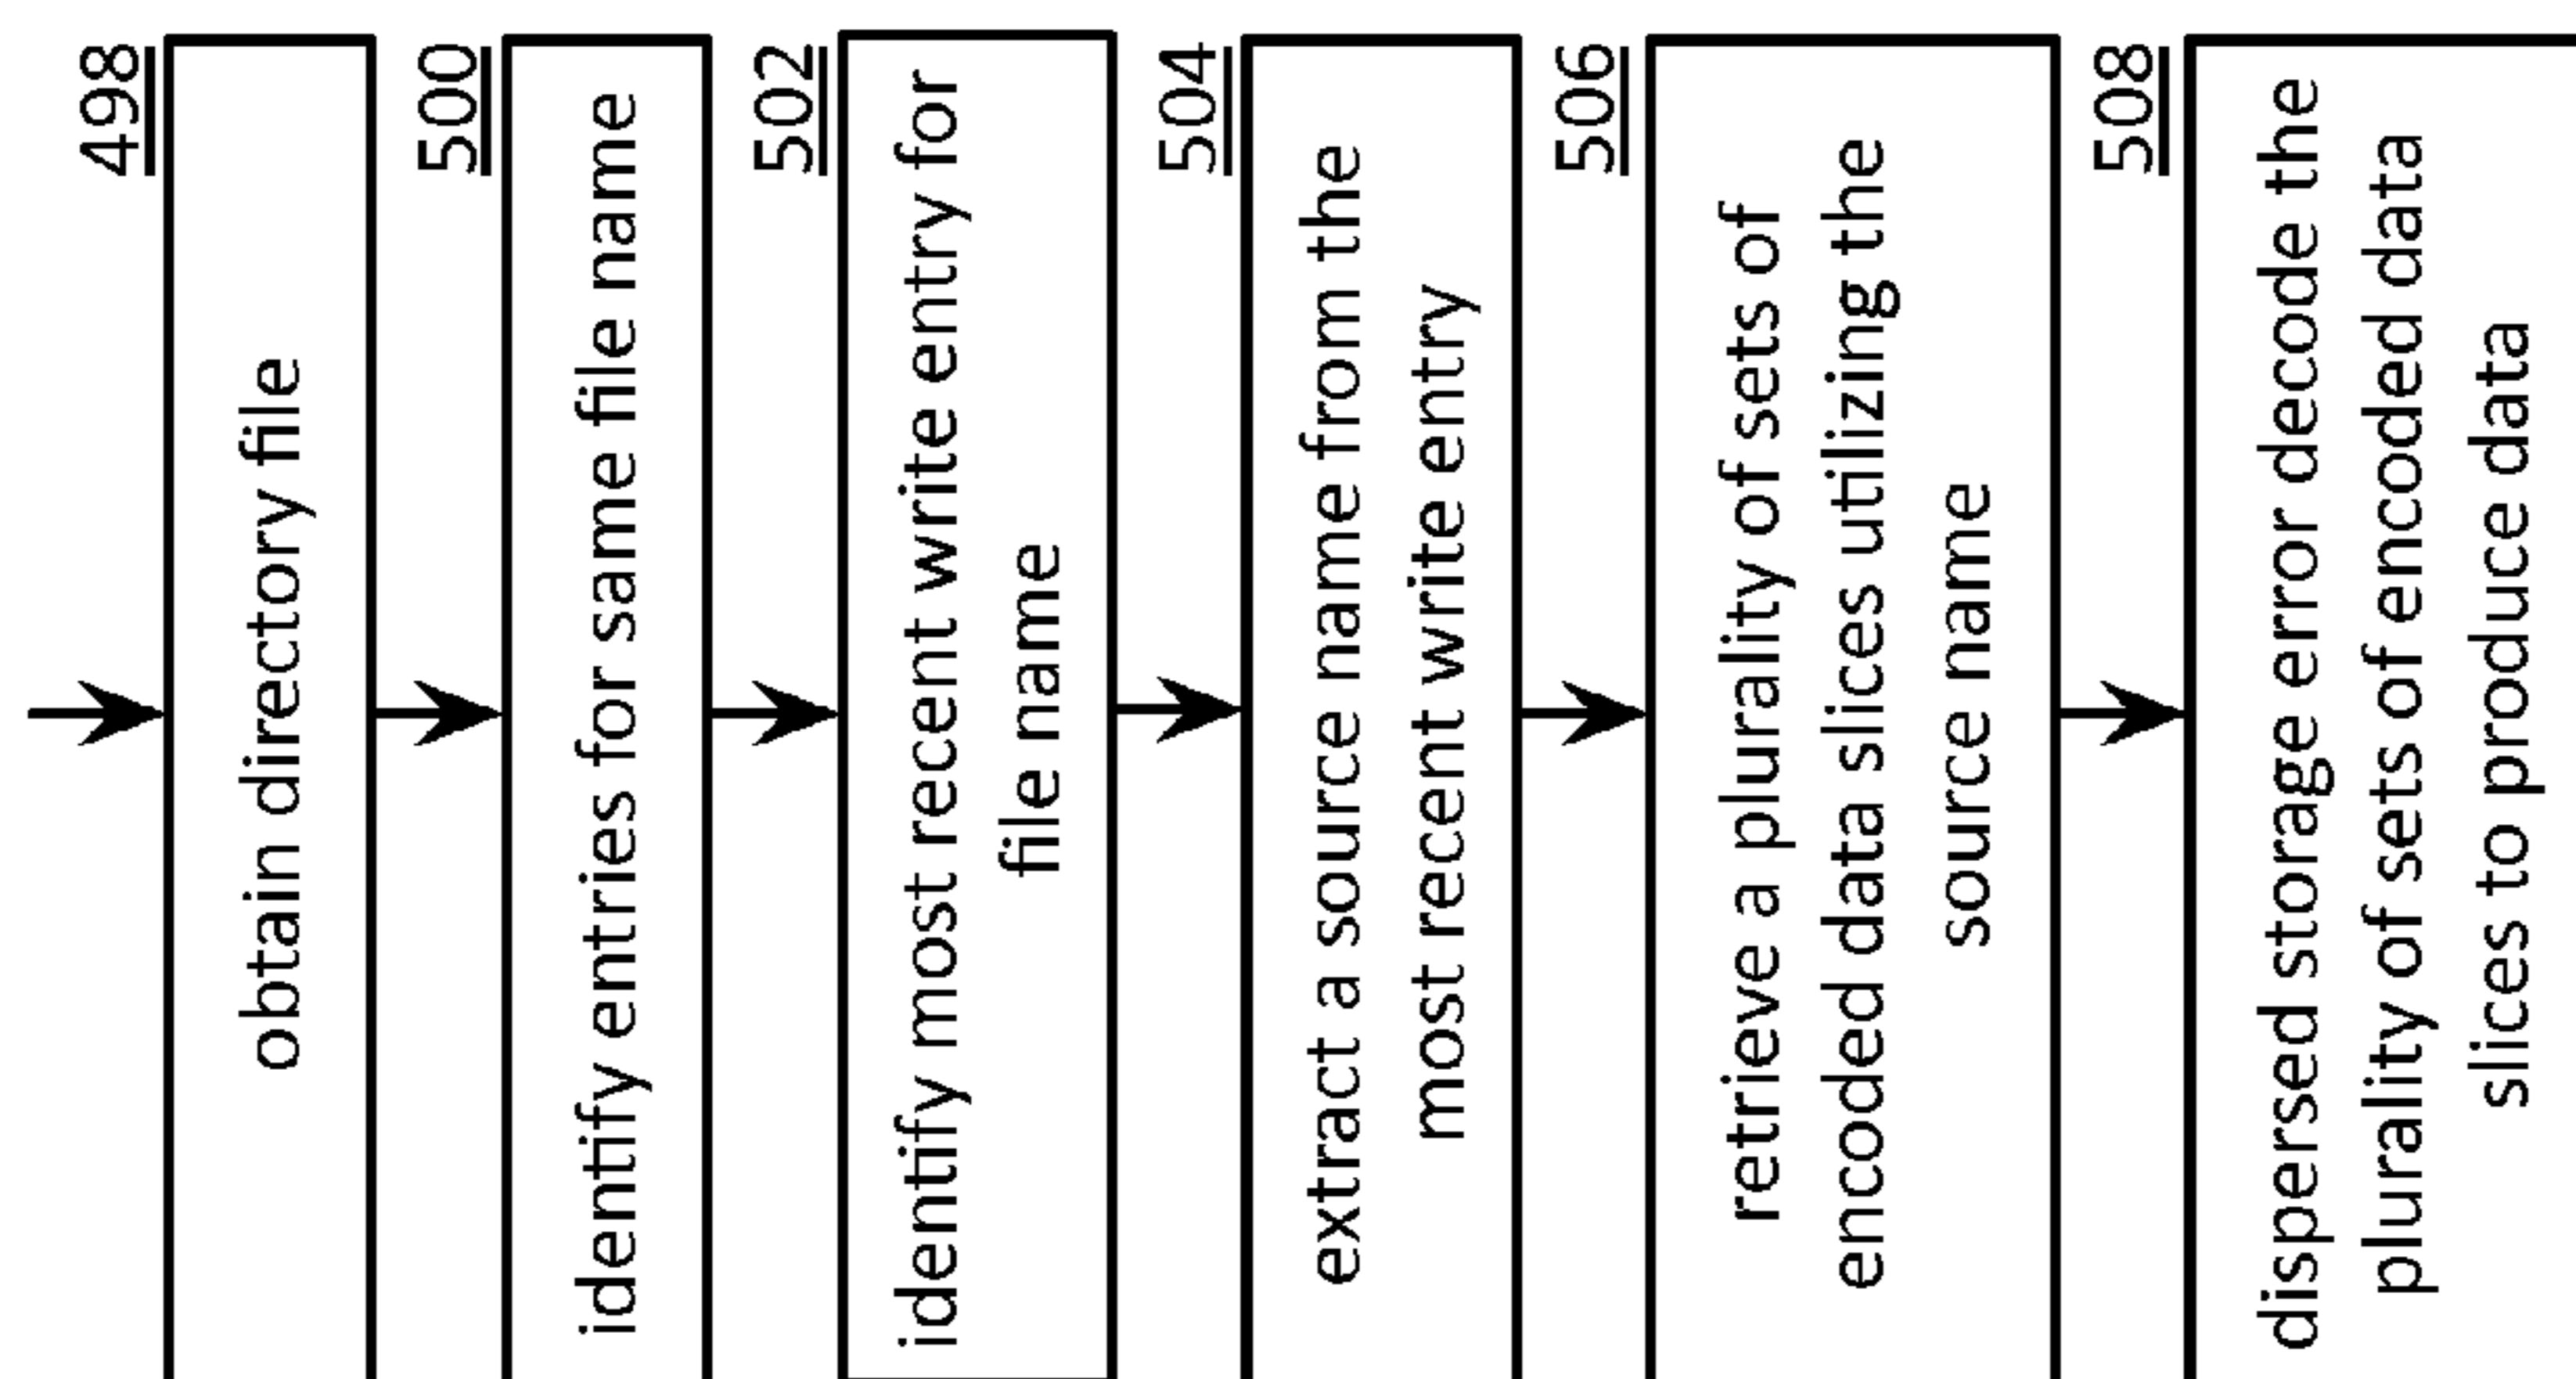 498
obtain directory file
500
identify entries for same file name
502
identify most recent write entry for
file name
504
extract a source name from the
most recent write entry
506
retrieve a plurality of sets of
encoded data slices utilizing the
source name
508
dispersed storage error decode the
plurality of sets of encoded data
slices to produce data